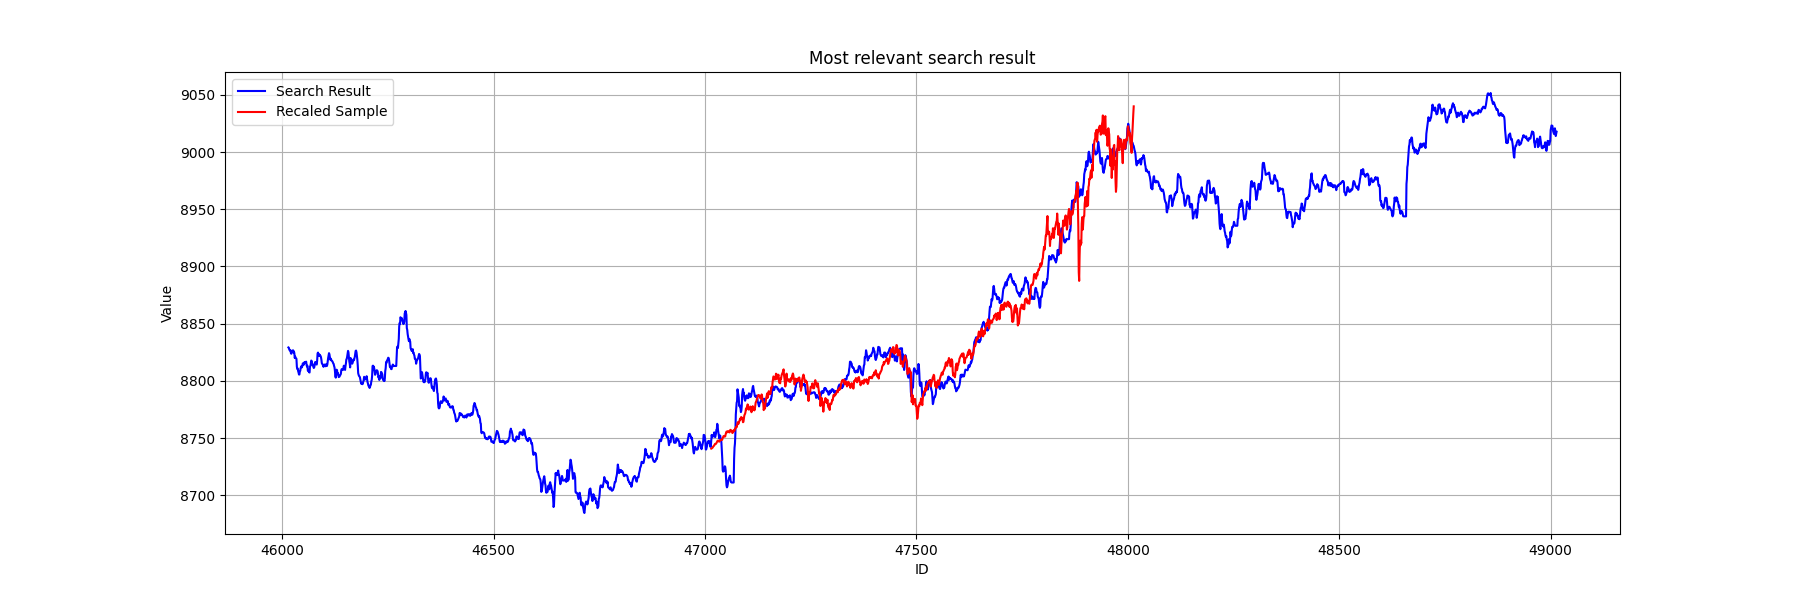 Most relevant search result
Search Result
Recaled Sample
9050
9000
8950
8900
8850
8800
8750
8700
Value
46000 46500 47000 47500 48000 48500 49000
ID